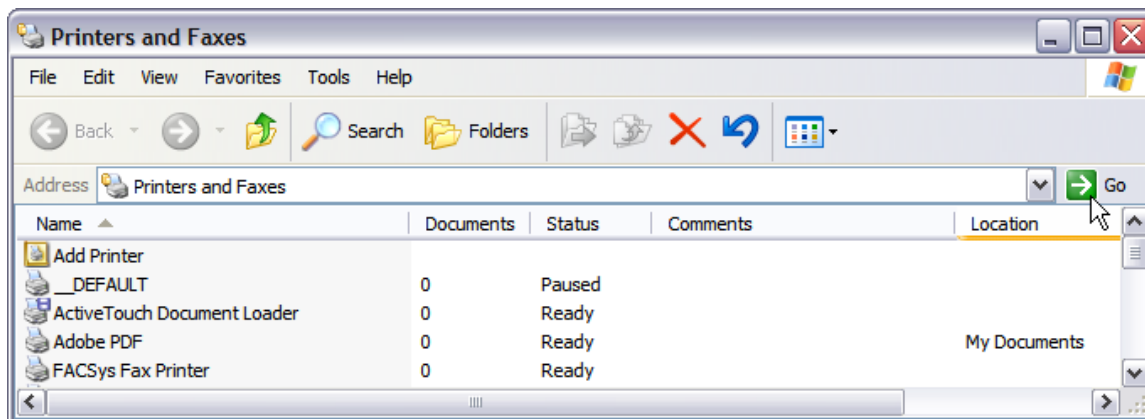 Printers and Faxes
File Edit View Favorites Tools Help
Back Search Folders
Address Printers and Faxes Go
Name Documents Status Comments Location
Add Printer
__DEFAULT 0 Paused
ActiveTouch Document Loader 0 Ready
Adobe PDF 0 Ready My Documents
FACSys Fax Printer 0 Ready